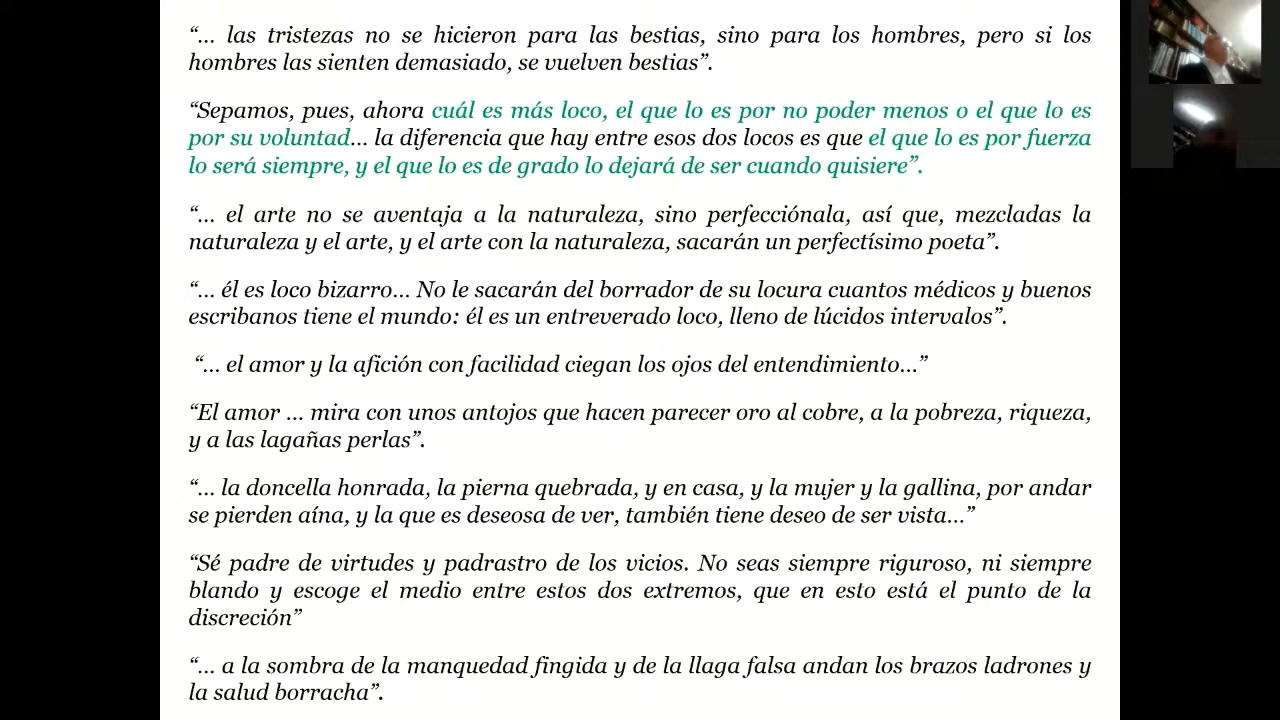 “... las tristezas no se hicieron para las bestias, sino para los hombres, pero si los
hombres las sienten demasiado, se vuelven bestias”.
“Sepamos, pues, ahora cuál es más loco, el que lo es por no poder menos o el que lo es
por su voluntad... la diferencia que hay entre esos dos locos es que el que lo es por fuerza
lo será siempre, y el que lo es de grado lo dejará de ser cuando quisiere”.
“... el arte no se aventaja a la naturaleza, sino perfecciónala, así que, mezcladas la
naturaleza y el arte, y el arte con la naturaleza, sacarán un perfectísimo poeta”.
“... él es loco bizarro... No le sacarán del borrador de su locura cuantos médicos y buenos
escribanos tiene el mundo: él es un entreverado loco, lleno de lúcidos intervalos”.
“... el amor y la afición con facilidad ciegan los ojos del entendimiento...”
“El amor ... mira con unos antojos que hacen parecer oro al cobre, a la pobreza, riqueza,
y a las lagañas perlas”.
“... la doncella honrada, la pierna quebrada, y en casa, y la mujer y la gallina, por andar
se pierden aína, y la que es deseosa de ver, también tiene deseo de ser vista...”
“Sé padre de virtudes y padrastro de los vicios. No seas siempre riguroso, ni siempre
blando y escoge el medio entre estos dos extremos, que en esto está el punto de la
discreción”
“... a la sombra de la manquedad fingida y de la llaga falsa andan los brazos ladrones y
la salud borracha”.